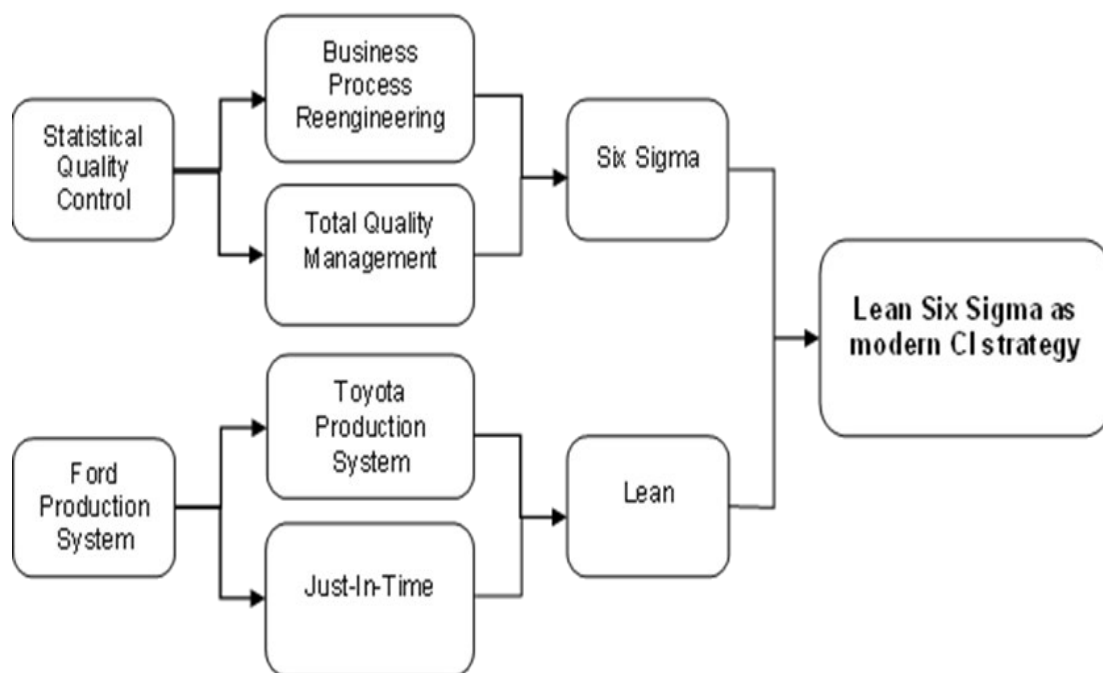 Statistical
Quality
Control
Business
Process
Reengineering
Total Quality
Management
Six Sigma
Ford
Production
System
Toyota
Production
System
Just-In-Time
Lean
Lean Six Sigma as
modern CI strategy